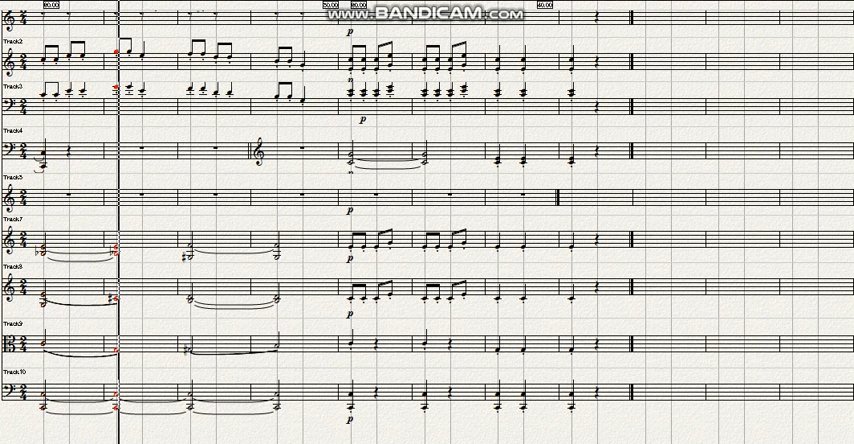 80.00 50.00 80.00 40.00
www.BANDICAM.com
p
Track2
Track3
p
Track4
Track5
p
Track7
p
Track8
p
Track9
Track10
p